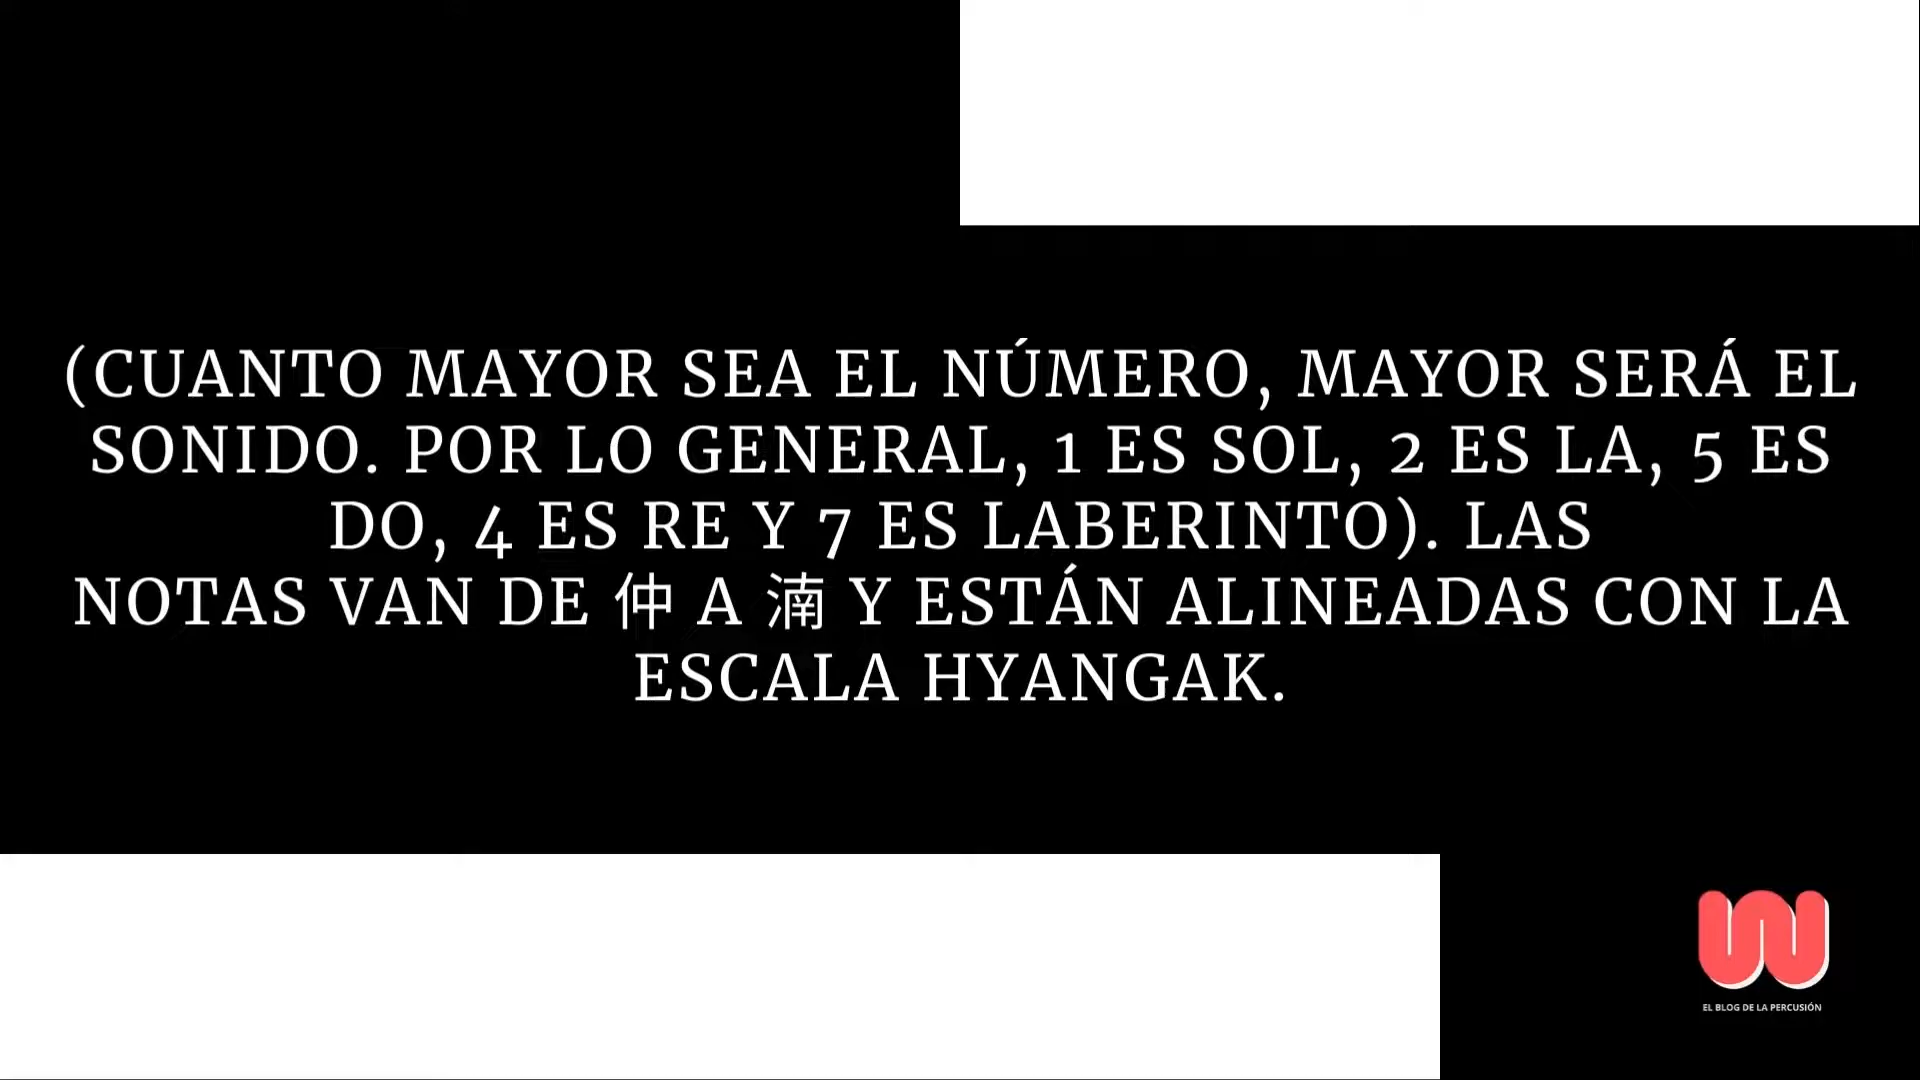 (CUANTO MAYOR SEA EL NÚMERO, MAYOR SERÁ EL
SONIDO. POR LO GENERAL, 1 ES SOL, 2 ES LA, 5 ES
DO, 4 ES RE Y 7 ES LABERINTO). LAS
NOTAS VAN DE 仲 A 湳 Y ESTÁN ALINEADAS CON LA
ESCALA HYANGAK.
EL BLOG DE LA PERCUSIÓN